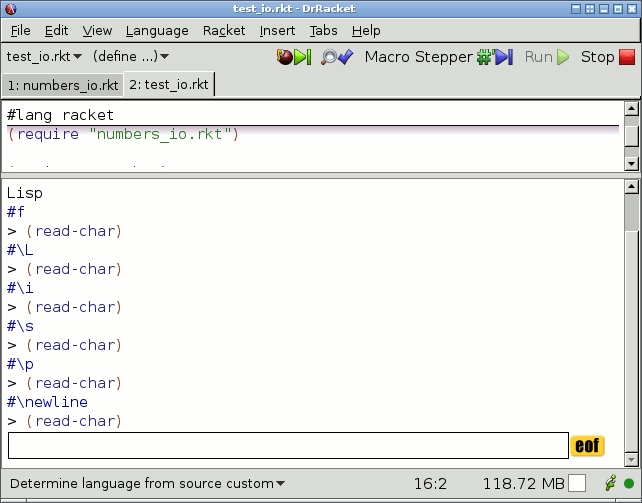 test_io.rkt - DrRacket
File Edit View Language Racket Insert Tabs Help
test_io.rkt (define ...) Macro Stepper Run Stop
1: numbers_io.rkt 2: test_io.rkt
#lang racket
(require "numbers_io.rkt")
Lisp
#f
> (read-char)
#\L
> (read-char)
#\i
> (read-char)
#\s
> (read-char)
#\p
> (read-char)
#\newline
> (read-char)
eof
Determine language from source custom 16:2 118.72 MB